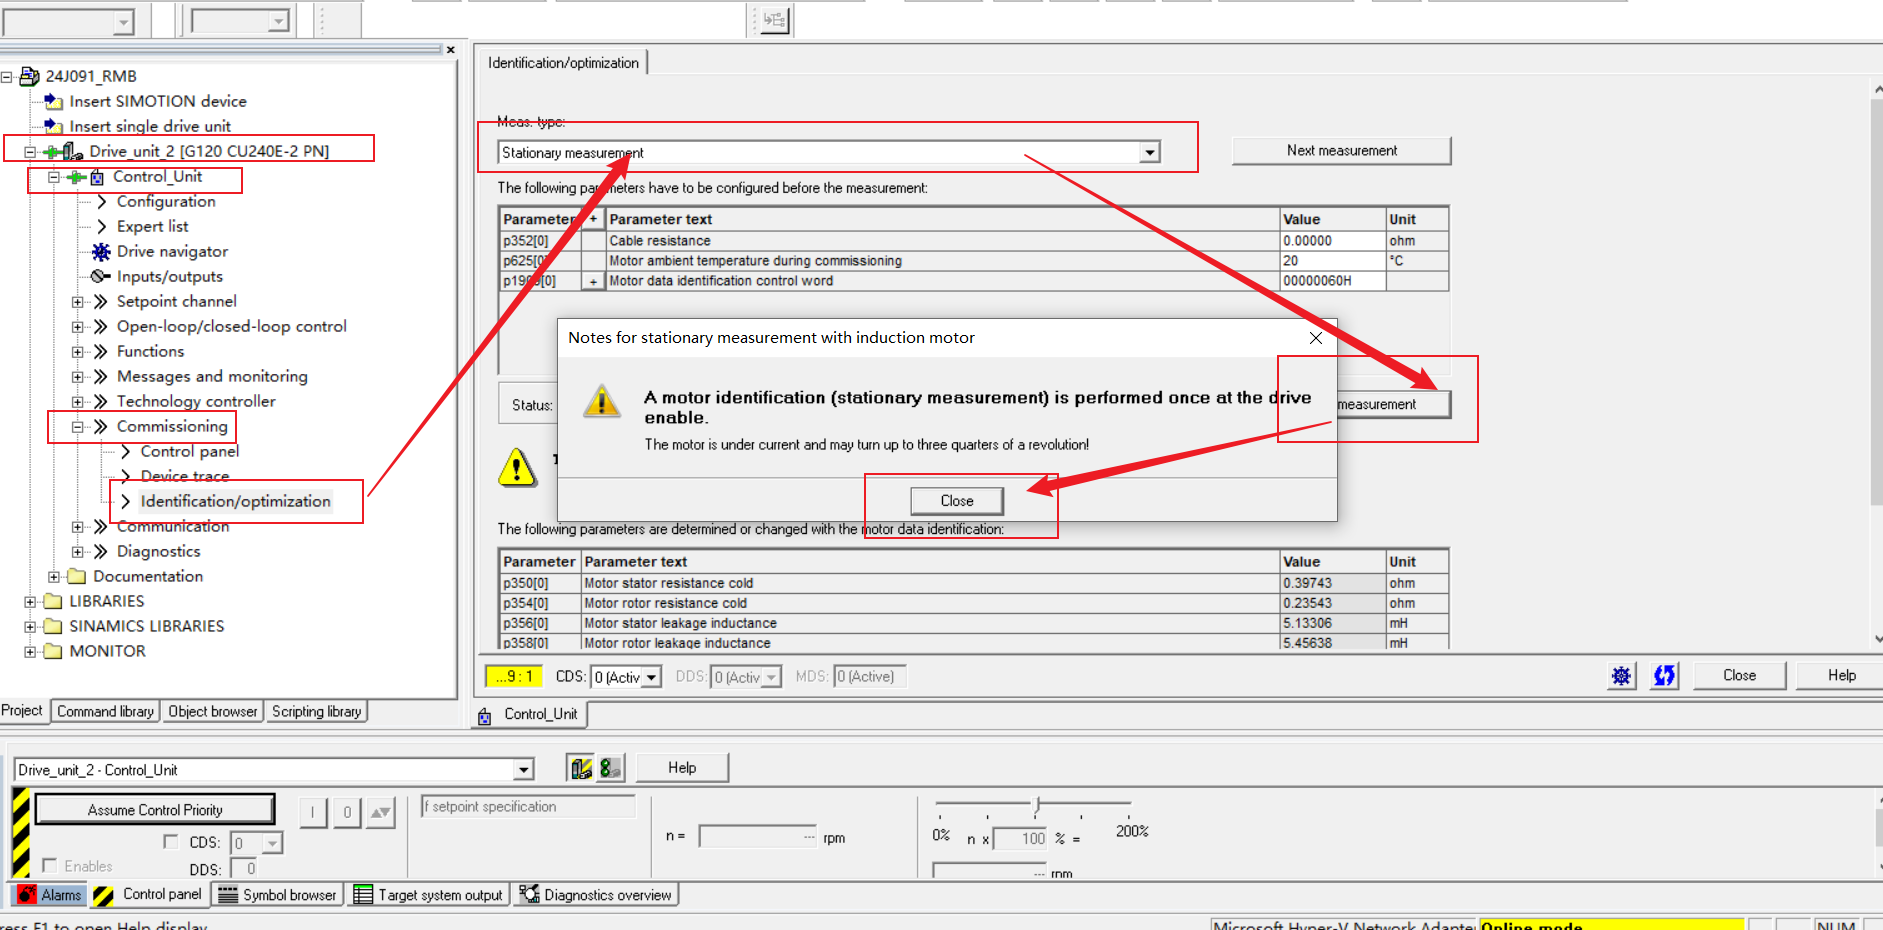 24J091_RMB
Insert SIMOTION device
Insert single drive unit
Drive_unit_2 [G120 CU240E-2 PN]
Control_Unit
Configuration
Expert list
Drive navigator
Inputs/outputs
Setpoint channel
Open-loop/closed-loop control
Functions
Messages and monitoring
Technology controller
Commissioning
Control panel
Device trace
Identification/optimization
Communication
Diagnostics
Documentation
LIBRARIES
SINAMICS LIBRARIES
MONITOR
Project Command library Object browser Scripting library
Identification/optimization
Meas. type:
Stationary measurement
Next measurement
The following parameters have to be configured before the measurement:
Parameter + Parameter text Value Unit
p352[0] Cable resistance 0.00000 ohm
p625[0] Motor ambient temperature during commissioning 20 °C
p1909[0] + Motor data identification control word 00000060H
Notes for stationary measurement with induction motor
A motor identification (stationary measurement) is performed once at the drive
enable.
The motor is under current and may turn up to three quarters of a revolution!
Close
Status:
measurement
The following parameters are determined or changed with the motor data identification:
Parameter Parameter text Value Unit
p350[0] Motor stator resistance cold 0.39743 ohm
p354[0] Motor rotor resistance cold 0.23543 ohm
p356[0] Motor stator leakage inductance 5.13306 mH
p358[0] Motor rotor leakage inductance 5.45638 mH
...9 : 1 CDS: 0 (Activ DDS: 0 (Activ MDS: 0 (Active)
Close Help
Control_Unit
Drive_unit_2 - Control_Unit
Help
Assume Control Priority
I 0
f setpoint specification
CDS: 0
Enables
DDS: 0
n = --- rpm
0% 200%
n x 100 % =
--- rpm
Alarms Control panel Symbol browser Target system output Diagnostics overview
ress F1 to open Help display.
Microsoft Hyper-V Network Adapte Online mode NUM